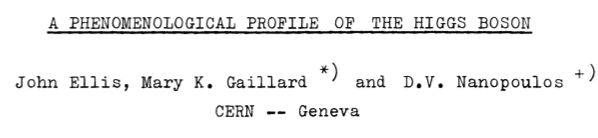 A PHENOMENOLOGICAL PROFILE OF THE HIGGS BOSON
John Ellis, Mary K. Gaillard *) and D.V. Nanopoulos +)
CERN -- Geneva